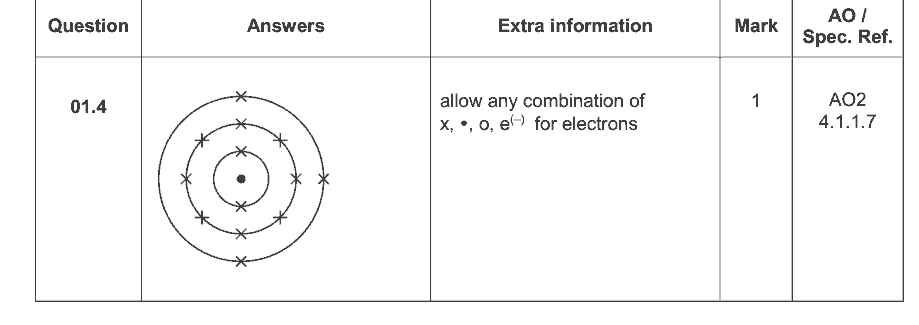 Question
Answers
Extra information
Mark
AO /
Spec. Ref.
01.4
allow any combination of
x, •, o, e(–) for electrons
1
AO2
4.1.1.7